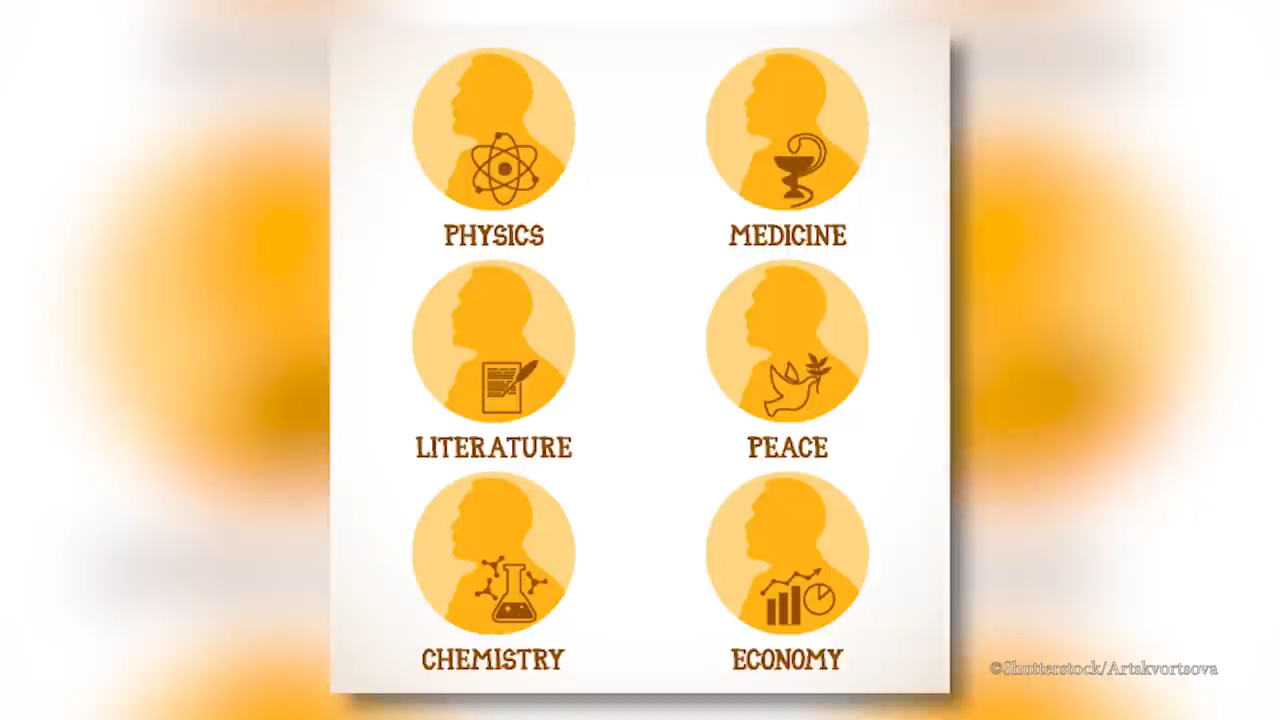 PHYSICS
MEDICINE
LITERATURE
PEACE
CHEMISTRY
ECONOMY
©Shutterstock/Artskvortsova